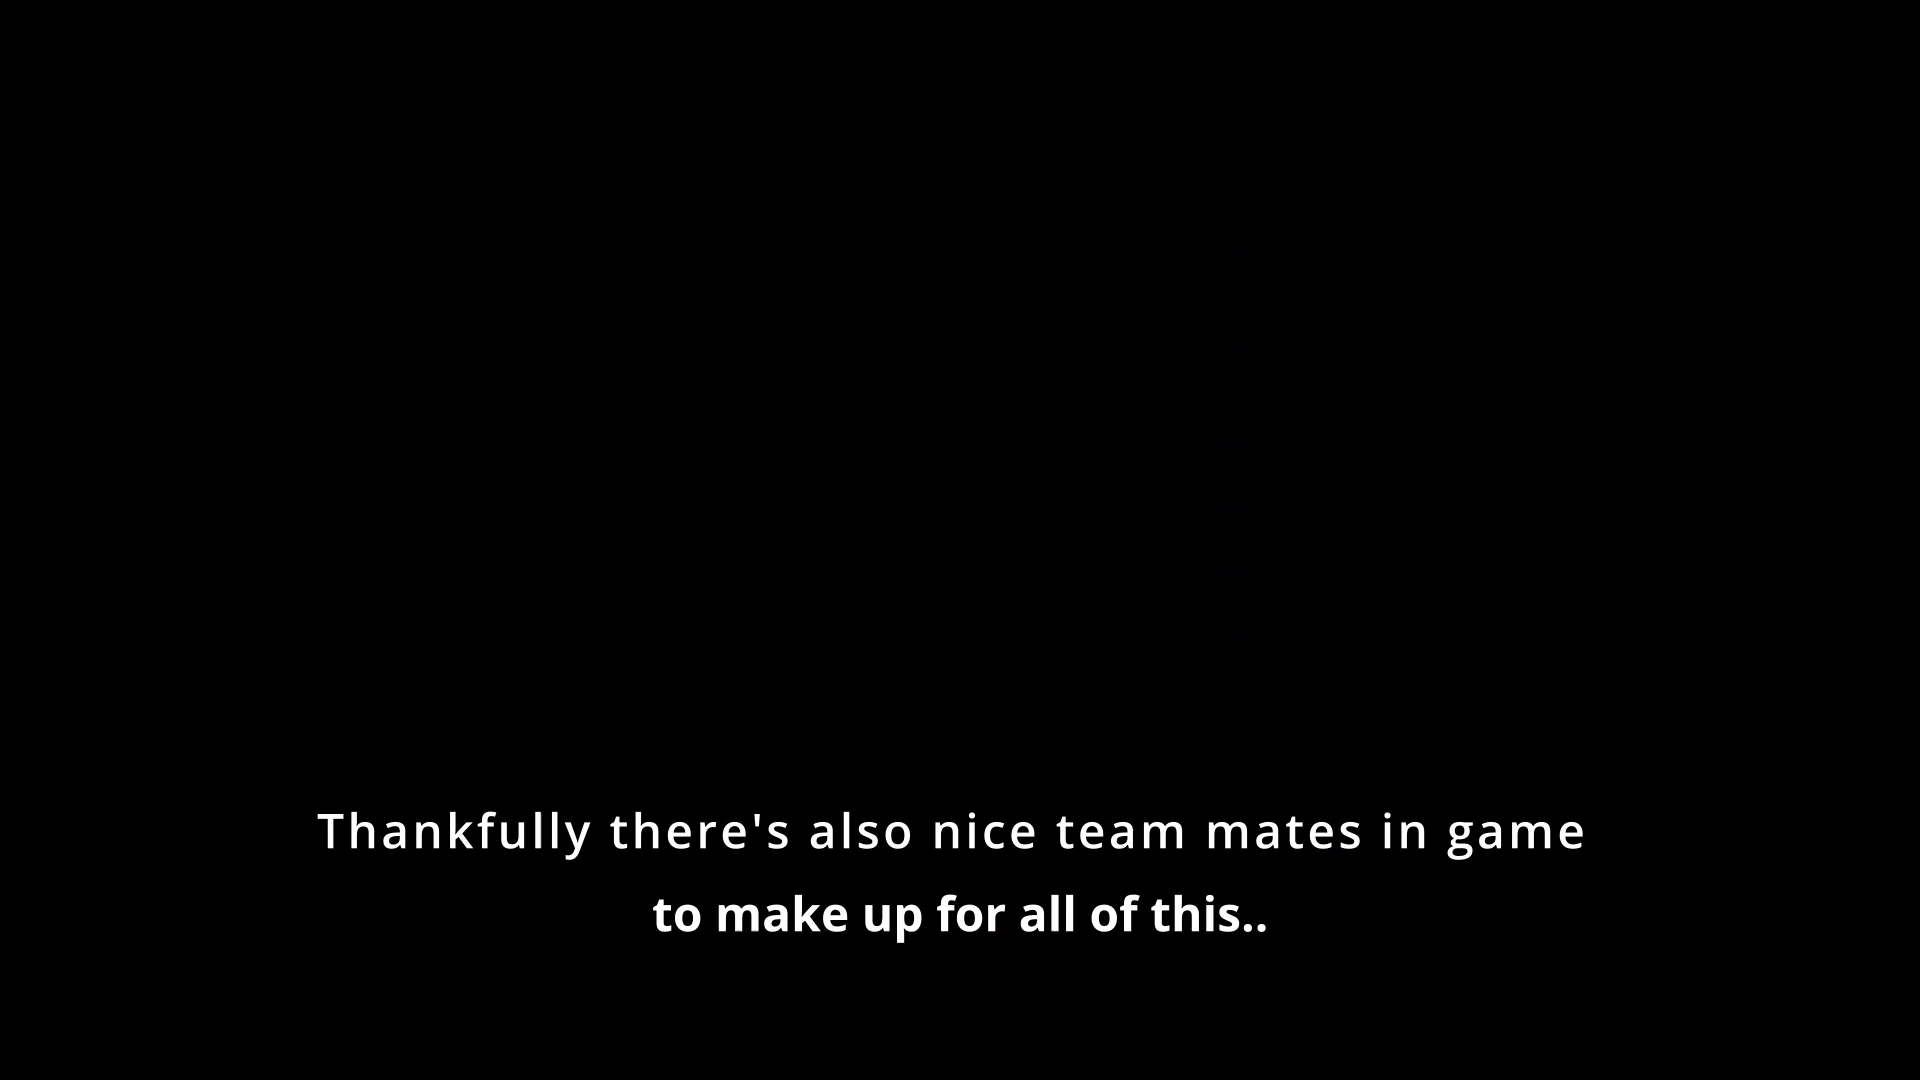 Thankfully there's also nice team mates in game
to make up for all of this..